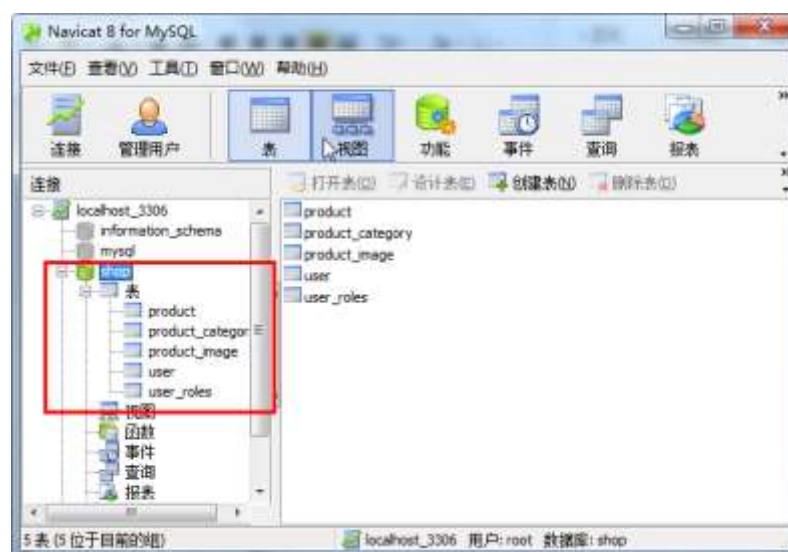 Navicat 8 for MySQL
文件(F) 查看(V) 工具(T) 窗口(W) 帮助(H)
连接 管理用户 表 视图 功能 事件 查询 报表
连接
打开表(O) 设计表(E) 创建表(N) 删除表(D)
localhost_3306
information_schema
mysql
shop
表
product
product_categor
product_image
user
user_roles
视图
函数
事件
查询
报表
product
product_category
product_image
user
user_roles
5 表 (5 位于目前的组) localhost_3306 用户: root 数据库: shop